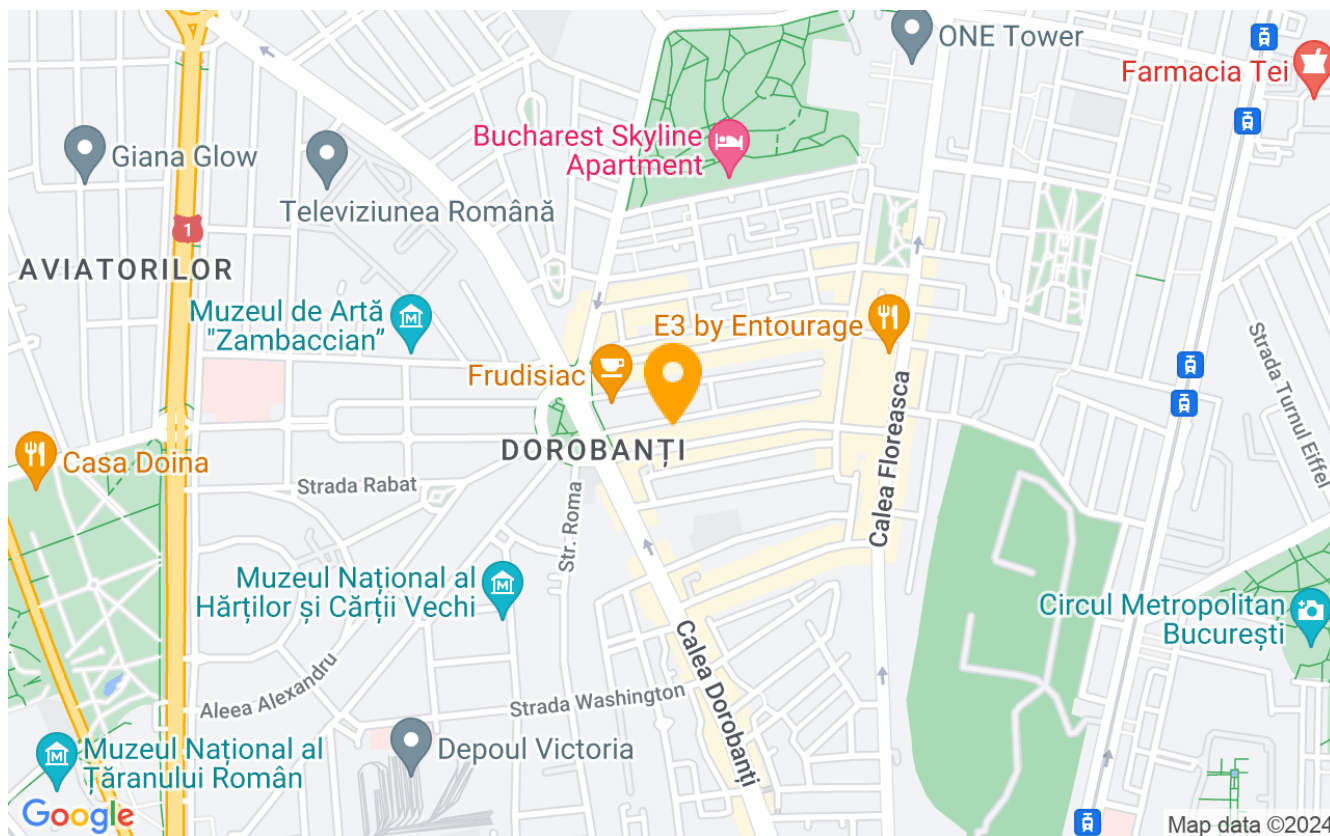 ONE Tower
Farmacia Tei
Bucharest Skyline
Apartment
Giana Glow
Televiziunea Română
1
AVIATORILOR
Muzeul de Artă
"Zambaccian”
E3 by Entourage
Strada Turnul Eiffel
Frudisiac
Calea Floreasca
DOROBANȚI
Casa Doina
Strada Rabat
Str. Roma
Muzeul Național al
Hărților și Cărții Vechi
Circul Metropolitan
București
Calea Dorobanți
Aleea Alexandru
Strada Washington
Muzeul Național al
Țăranului Român
Depoul Victoria
Google
Map data ©2024